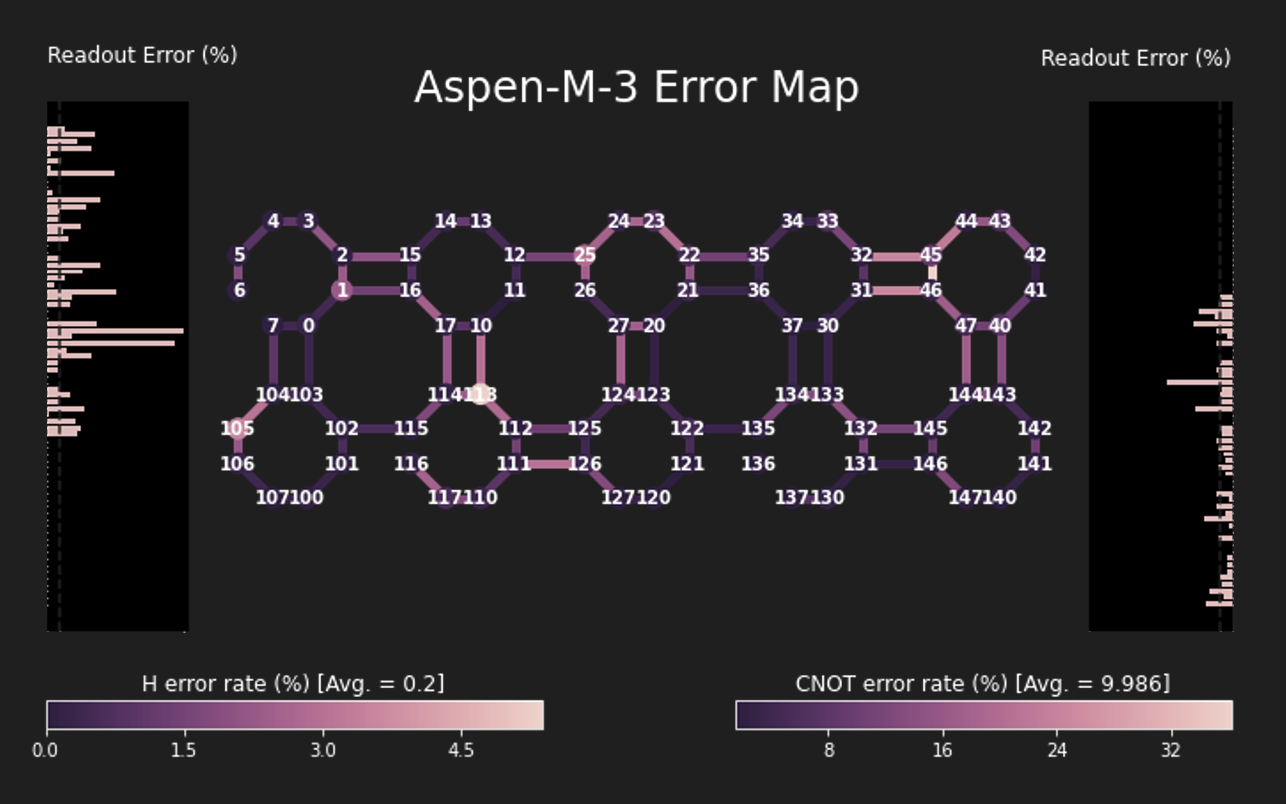 Readout Error (%)
Readout Error (%)
Aspen-M-3 Error Map
4 3 14 13 24 23 34 33 44 43
5 2 15 12 25 22 35 32 45 42
6 1 16 11 26 21 36 31 46 41
7 0 17 10 27 20 37 30 47 40
104 103 114 113 124 123 134 133 144 143
105 102 115 112 125 122 135 132 145 142
106 101 116 111 126 121 136 131 146 141
107 100 117 110 127 120 137 130 147 140
H error rate (%) [Avg. = 0.2]
CNOT error rate (%) [Avg. = 9.986]
0.0 1.5 3.0 4.5
8 16 24 32